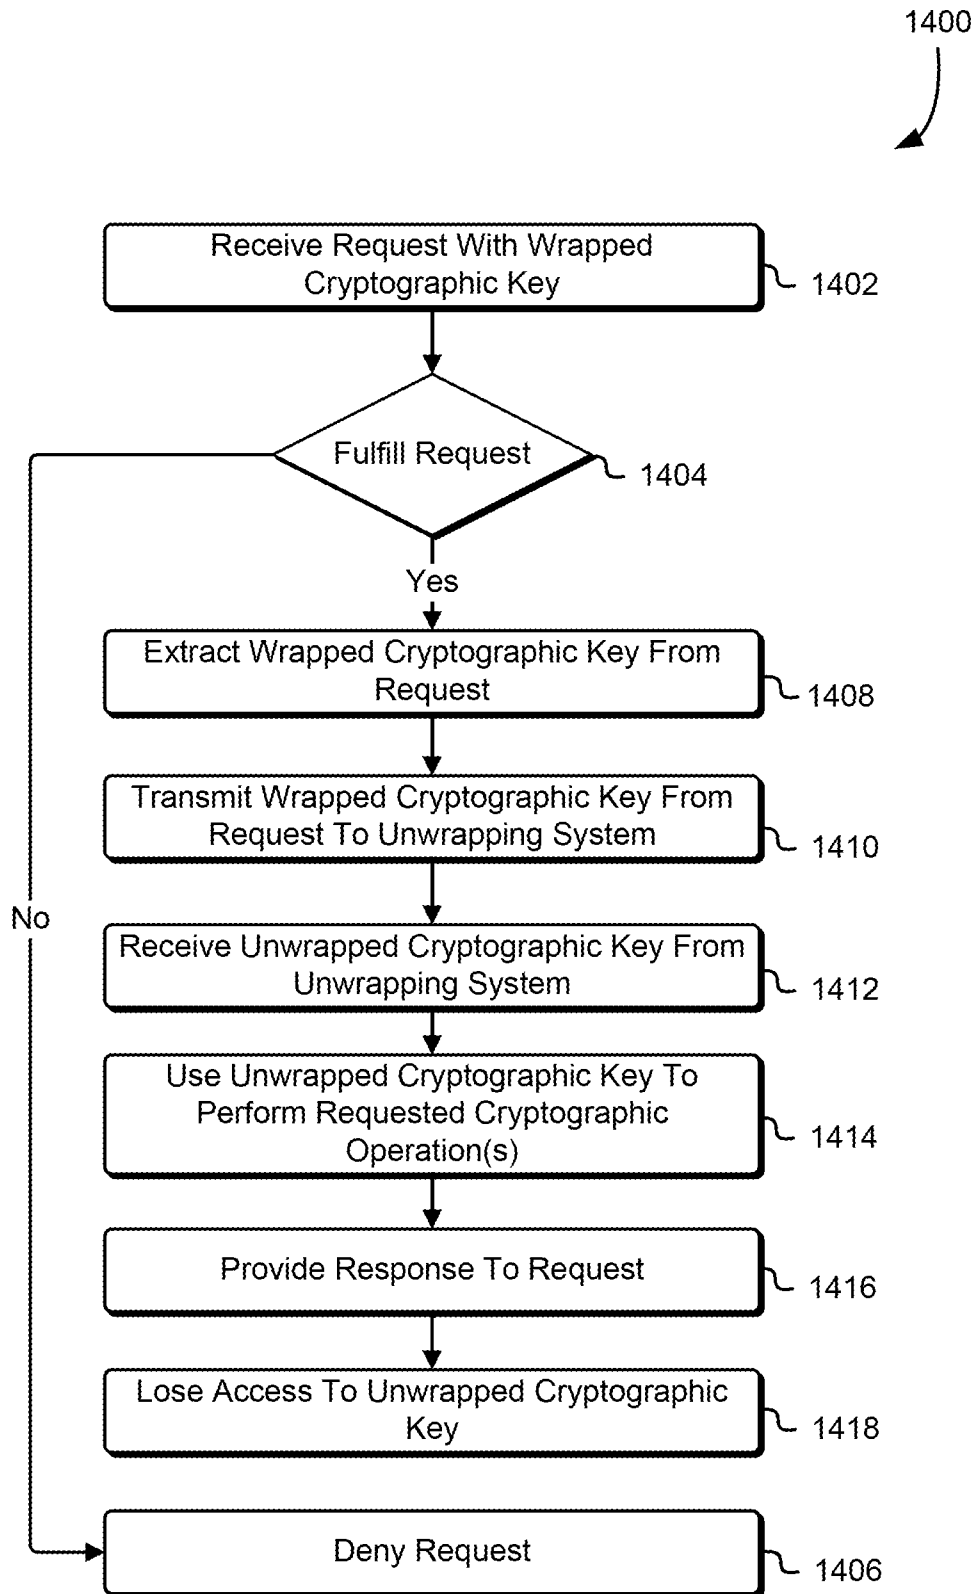 1400
Receive Request With Wrapped
Cryptographic Key
1402
Fulfill Request
1404
Yes
Extract Wrapped Cryptographic Key From
Request
1408
Transmit Wrapped Cryptographic Key From
Request To Unwrapping System
1410
No
Receive Unwrapped Cryptographic Key From
Unwrapping System
1412
Use Unwrapped Cryptographic Key To
Perform Requested Cryptographic
Operation(s)
1414
Provide Response To Request
1416
Lose Access To Unwrapped Cryptographic
Key
1418
Deny Request
1406